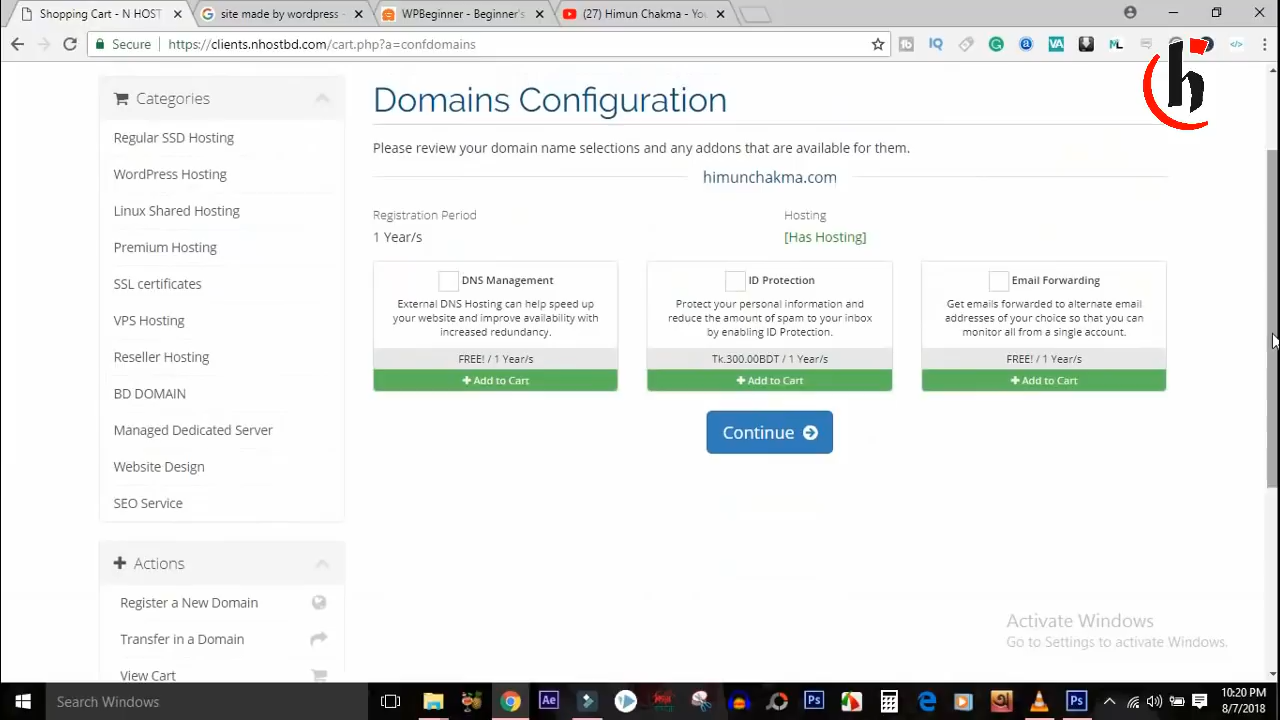 Shopping Cart - N HOST
site made by wordpress -
WPBeginner - Beginner's
(27) Himun Chakma - You
Secure
https://clients.nhostbd.com/cart.php?a=confdomains
Categories
Regular SSD Hosting
WordPress Hosting
Linux Shared Hosting
Premium Hosting
SSL certificates
VPS Hosting
Reseller Hosting
BD DOMAIN
Managed Dedicated Server
Website Design
SEO Service
Actions
Register a New Domain
Transfer in a Domain
View Cart
Domains Configuration
Please review your domain name selections and any addons that are available for them.
himunchakma.com
Registration Period
1 Year/s
Hosting
[Has Hosting]
DNS Management
External DNS Hosting can help speed up
your website and improve availability with
increased redundancy.
FREE! / 1 Year/s
Add to Cart
ID Protection
Protect your personal information and
reduce the amount of spam to your inbox
by enabling ID Protection.
Tk.300.00BDT / 1 Year/s
Add to Cart
Email Forwarding
Get emails forwarded to alternate email
addresses of your choice so that you can
monitor all from a single account.
FREE! / 1 Year/s
Add to Cart
Continue
h
Activate Windows
Go to Settings to activate Windows.
Search Windows
10:20 PM
8/7/2018